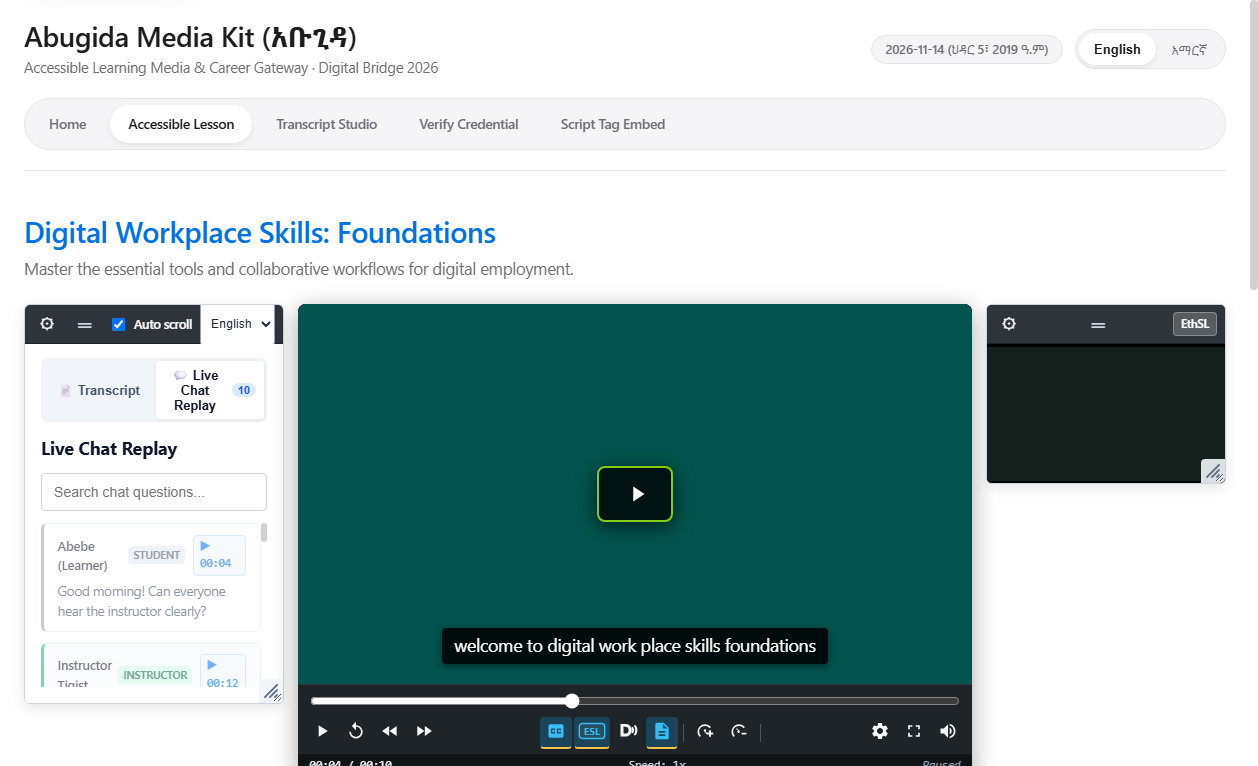 Abugida Media Kit (አቡጊዳ)
Accessible Learning Media & Career Gateway · Digital Bridge 2026
2026-11-14 (ህዳር 5፣ 2019 ዓ.ም)
English
አማርኛ
Home
Accessible Lesson
Transcript Studio
Verify Credential
Script Tag Embed
Digital Workplace Skills: Foundations
Master the essential tools and collaborative workflows for digital employment.
Auto scroll
English
Transcript
Live
Chat
Replay
10
Live Chat Replay
Search chat questions...
Abebe
(Learner)
STUDENT
00:04
Good morning! Can everyone
hear the instructor clearly?
Instructor
Tigist
INSTRUCTOR
00:12
welcome to digital work place skills foundations
CC
ESL
D
00:04 / 00:10
Speed: 1x
Paused
EthSL